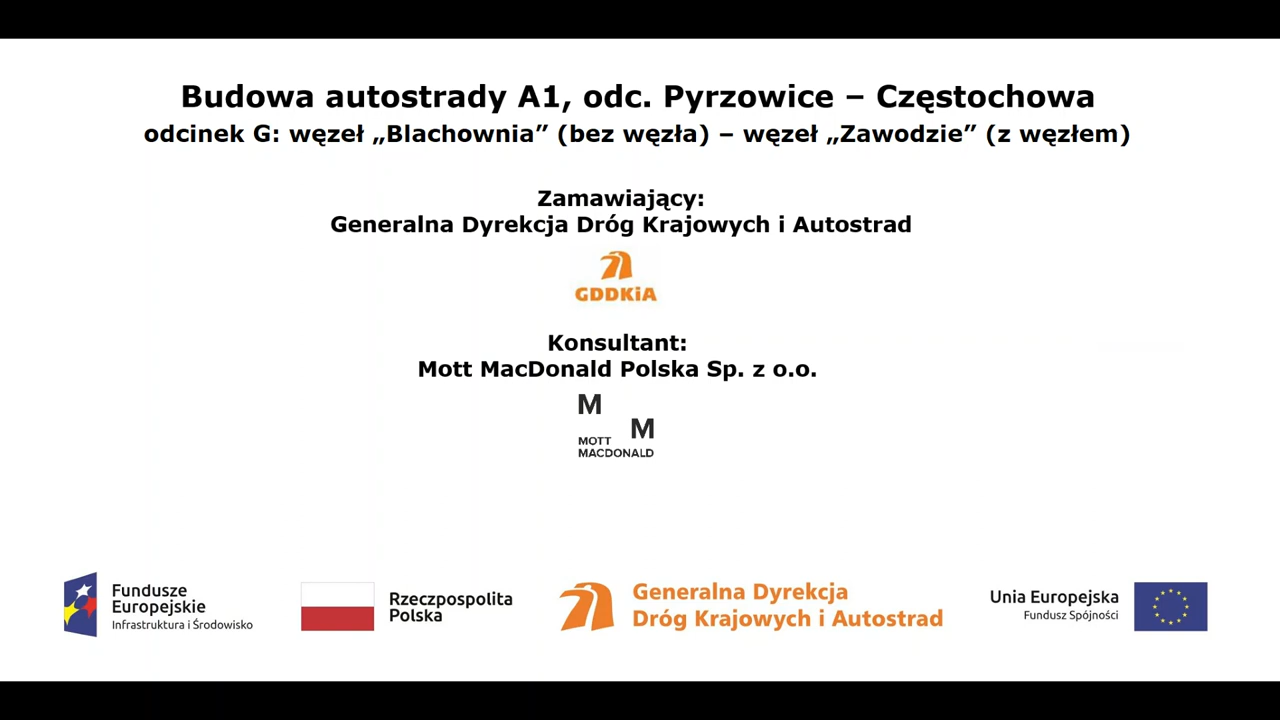 Budowa autostrady A1, odc. Pyrzowice – Częstochowa
odcinek G: węzeł „Blachownia” (bez węzła) – węzeł „Zawodzie” (z węzłem)
Zamawiający:
Generalna Dyrekcja Dróg Krajowych i Autostrad
GDDKiA
Konsultant:
Mott MacDonald Polska Sp. z o.o.
M
M
MOTT
MACDONALD
Fundusze
Europejskie
Infrastruktura i Środowisko
Rzeczpospolita
Polska
Generalna Dyrekcja
Dróg Krajowych i Autostrad
Unia Europejska
Fundusz Spójności